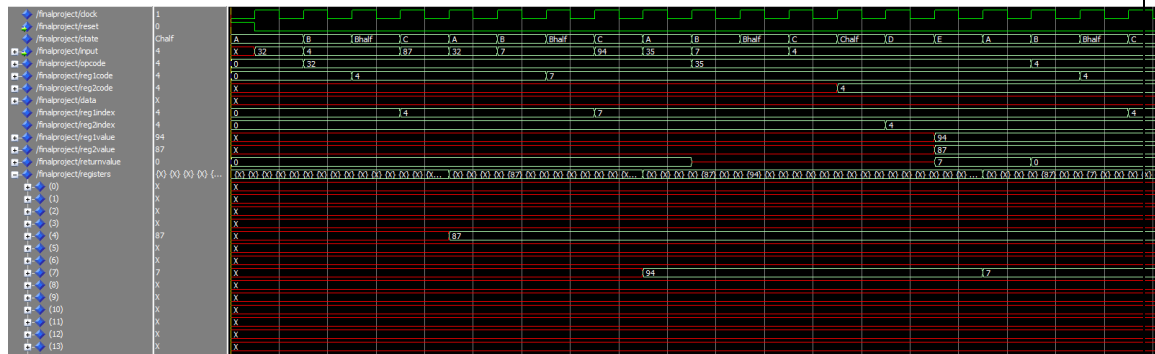 /finalproject/clock 1
/finalproject/reset 0
/finalproject/state Chalf A B Bhalf C A B Bhalf C A B Bhalf C Chalf D E A B Bhalf C
/finalproject/input 4 X 32 4 87 32 7 94 35 7 4
/finalproject/opcode 4 0 32 35 4
/finalproject/reg1code 4 0 4 7 4
/finalproject/reg2code 4 X 4
/finalproject/data X X
/finalproject/reg1index 4 0 4 7 4
/finalproject/reg2index 4 0 4
/finalproject/reg1value 94 X 94
/finalproject/reg2value 87 X 87
/finalproject/returnvalue 0 0 7 0
/finalproject/registers {X} {X} {X} {X} {...
(0) X X
(1) X X
(2) X X
(3) X X
(4) 87 X 87
(5) X X
(6) X X
(7) 7 X 94 7
(8) X X
(9) X X
(10) X X
(11) X X
(12) X X
(13) X X